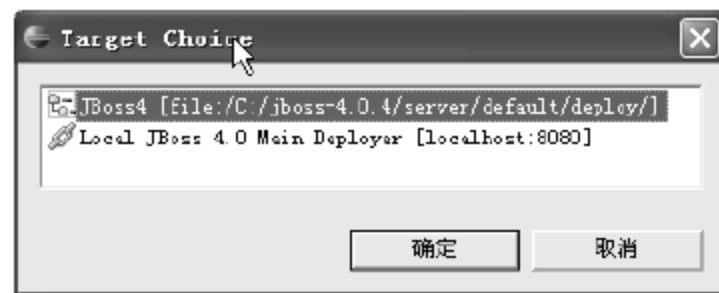 Target Choice
JBoss4 [file:/C:/jboss-4.0.4/server/default/deploy/]
Local JBoss 4.0 Main Deployer [localhost:8080]
确定 取消